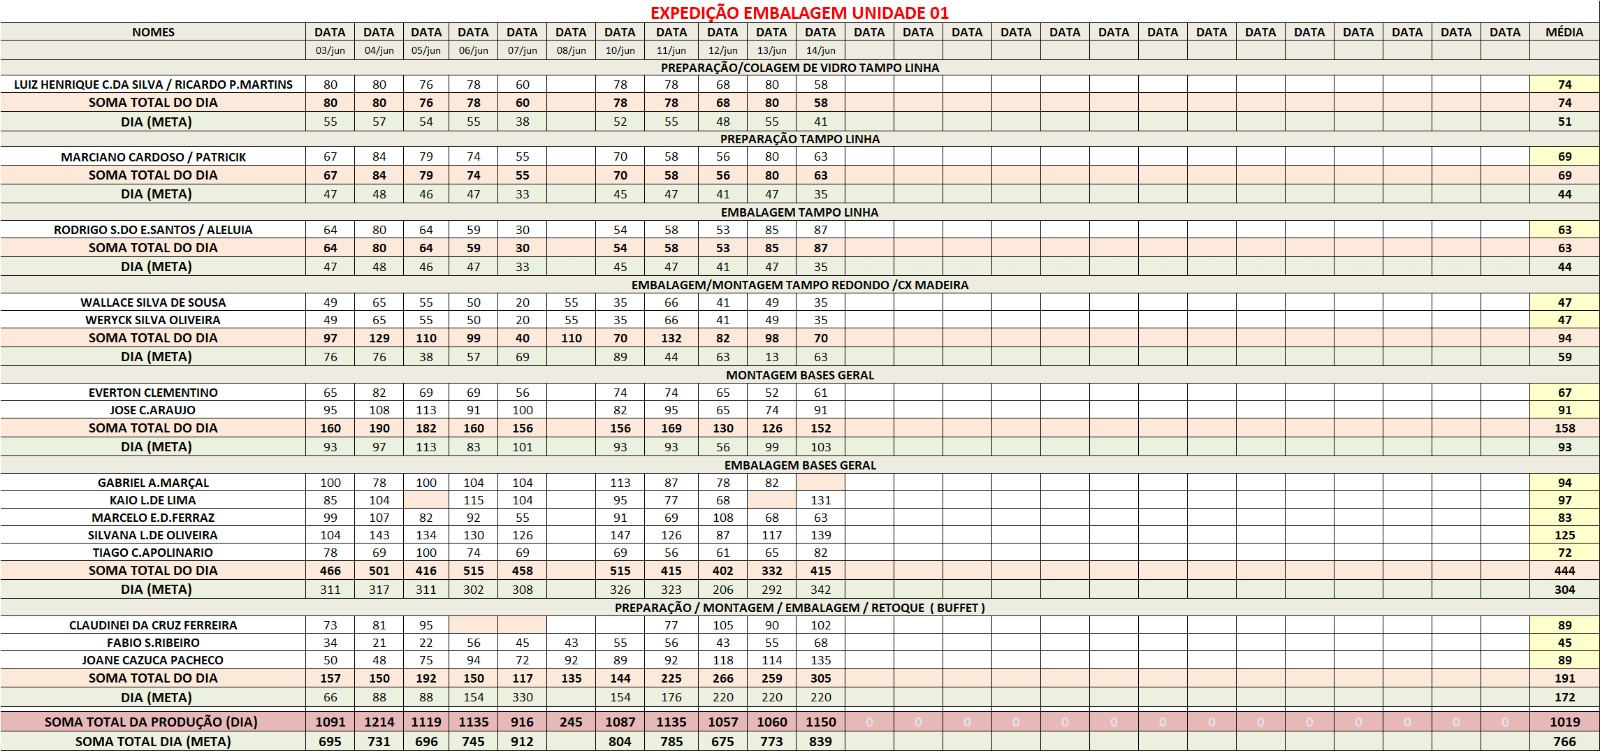 EXPEDIÇÃO EMBALAGEM UNIDADE 01
NOMES DATA DATA DATA DATA DATA DATA DATA DATA DATA DATA DATA DATA DATA DATA DATA DATA DATA DATA DATA DATA DATA DATA DATA DATA DATA MÉDIA
03/jun 04/jun 05/jun 06/jun 07/jun 08/jun 10/jun 11/jun 12/jun 13/jun 14/jun
PREPARAÇÃO/COLAGEM DE VIDRO TAMPO LINHA
LUIZ HENRIQUE C.DA SILVA / RICARDO P.MARTINS 80 80 76 78 60 78 78 68 80 58 74
SOMA TOTAL DO DIA 80 80 76 78 60 78 78 68 80 58 74
DIA (META) 55 57 54 55 38 52 55 48 55 41 51
PREPARAÇÃO TAMPO LINHA
MARCIANO CARDOSO / PATRICIK 67 84 79 74 55 70 58 56 80 63 69
SOMA TOTAL DO DIA 67 84 79 74 55 70 58 56 80 63 69
DIA (META) 47 48 46 47 33 45 47 41 47 35 44
EMBALAGEM TAMPO LINHA
RODRIGO S.DO E.SANTOS / ALELUIA 64 80 64 59 30 54 58 53 85 87 63
SOMA TOTAL DO DIA 64 80 64 59 30 54 58 53 85 87 63
DIA (META) 47 48 46 47 33 45 47 41 47 35 44
EMBALAGEM/MONTAGEM TAMPO REDONDO /CX MADEIRA
WALLACE SILVA DE SOUSA 49 65 55 50 20 55 35 66 41 49 35 47
WERYCK SILVA OLIVEIRA 49 65 55 50 20 55 35 66 41 49 35 47
SOMA TOTAL DO DIA 97 129 110 99 40 110 70 132 82 98 70 94
DIA (META) 76 76 38 57 69 89 44 63 13 63 59
MONTAGEM BASES GERAL
EVERTON CLEMENTINO 65 82 69 69 56 74 74 65 52 61 67
JOSE C.ARAUJO 95 108 113 91 100 82 95 65 74 91 91
SOMA TOTAL DO DIA 160 190 182 160 156 156 169 130 126 152 158
DIA (META) 93 97 113 83 101 93 93 56 99 103 93
EMBALAGEM BASES GERAL
GABRIEL A.MARÇAL 100 78 100 104 104 113 87 78 82 94
KAIO L.DE LIMA 85 104 115 104 95 77 68 131 97
MARCELO E.D.FERRAZ 99 107 82 92 55 91 69 108 68 63 83
SILVANA L.DE OLIVEIRA 104 143 134 130 126 147 126 87 117 139 125
TIAGO C.APOLINARIO 78 69 100 74 69 69 56 61 65 82 72
SOMA TOTAL DO DIA 466 501 416 515 458 515 415 402 332 415 444
DIA (META) 311 317 311 302 308 326 323 206 292 342 304
PREPARAÇÃO / MONTAGEM / EMBALAGEM / RETOQUE ( BUFFET )
CLAUDINEI DA CRUZ FERREIRA 73 81 95 77 105 90 102 89
FABIO S.RIBEIRO 34 21 22 56 45 43 55 56 43 55 68 45
JOANE CAZUCA PACHECO 50 48 75 94 72 92 89 92 118 114 135 89
SOMA TOTAL DO DIA 157 150 192 150 117 135 144 225 266 259 305 191
DIA (META) 66 88 88 154 330 154 176 220 220 220 172
SOMA TOTAL DA PRODUÇÃO (DIA) 1091 1214 1119 1135 916 245 1087 1135 1057 1060 1150 0 0 0 0 0 0 0 0 0 0 0 0 0 0 1019
SOMA TOTAL DIA (META) 695 731 696 745 912 804 785 675 773 839 766